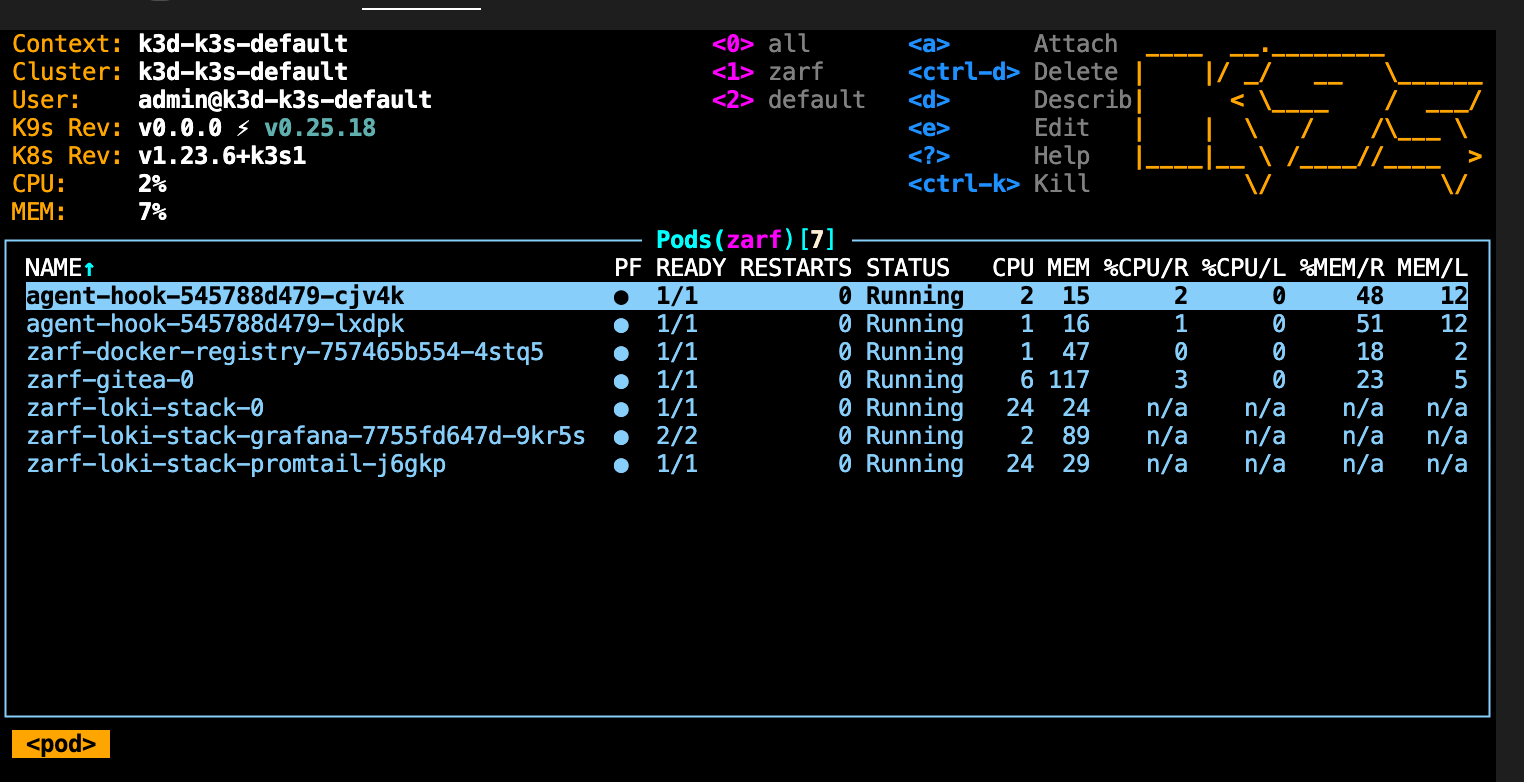 Context: k3d-k3s-default <0> all <a> Attach
Cluster: k3d-k3s-default <1> zarf <ctrl-d> Delete
User: admin@k3d-k3s-default <2> default <d> Describ
K9s Rev: v0.0.0 ⚡ v0.25.18 <e> Edit
K8s Rev: v1.23.6+k3s1 <?> Help
CPU: 2% <ctrl-k> Kill
MEM: 7%
Pods(zarf)[7]
NAME↑ PF READY RESTARTS STATUS CPU MEM %CPU/R %CPU/L %MEM/R MEM/L
agent-hook-545788d479-cjv4k ● 1/1 0 Running 2 15 2 0 48 12
agent-hook-545788d479-lxdpk ● 1/1 0 Running 1 16 1 0 51 12
zarf-docker-registry-757465b554-4stq5 ● 1/1 0 Running 1 47 0 0 18 2
zarf-gitea-0 ● 1/1 0 Running 6 117 3 0 23 5
zarf-loki-stack-0 ● 1/1 0 Running 24 24 n/a n/a n/a n/a
zarf-loki-stack-grafana-7755fd647d-9kr5s ● 2/2 0 Running 2 89 n/a n/a n/a n/a
zarf-loki-stack-promtail-j6gkp ● 1/1 0 Running 24 29 n/a n/a n/a n/a
<pod>